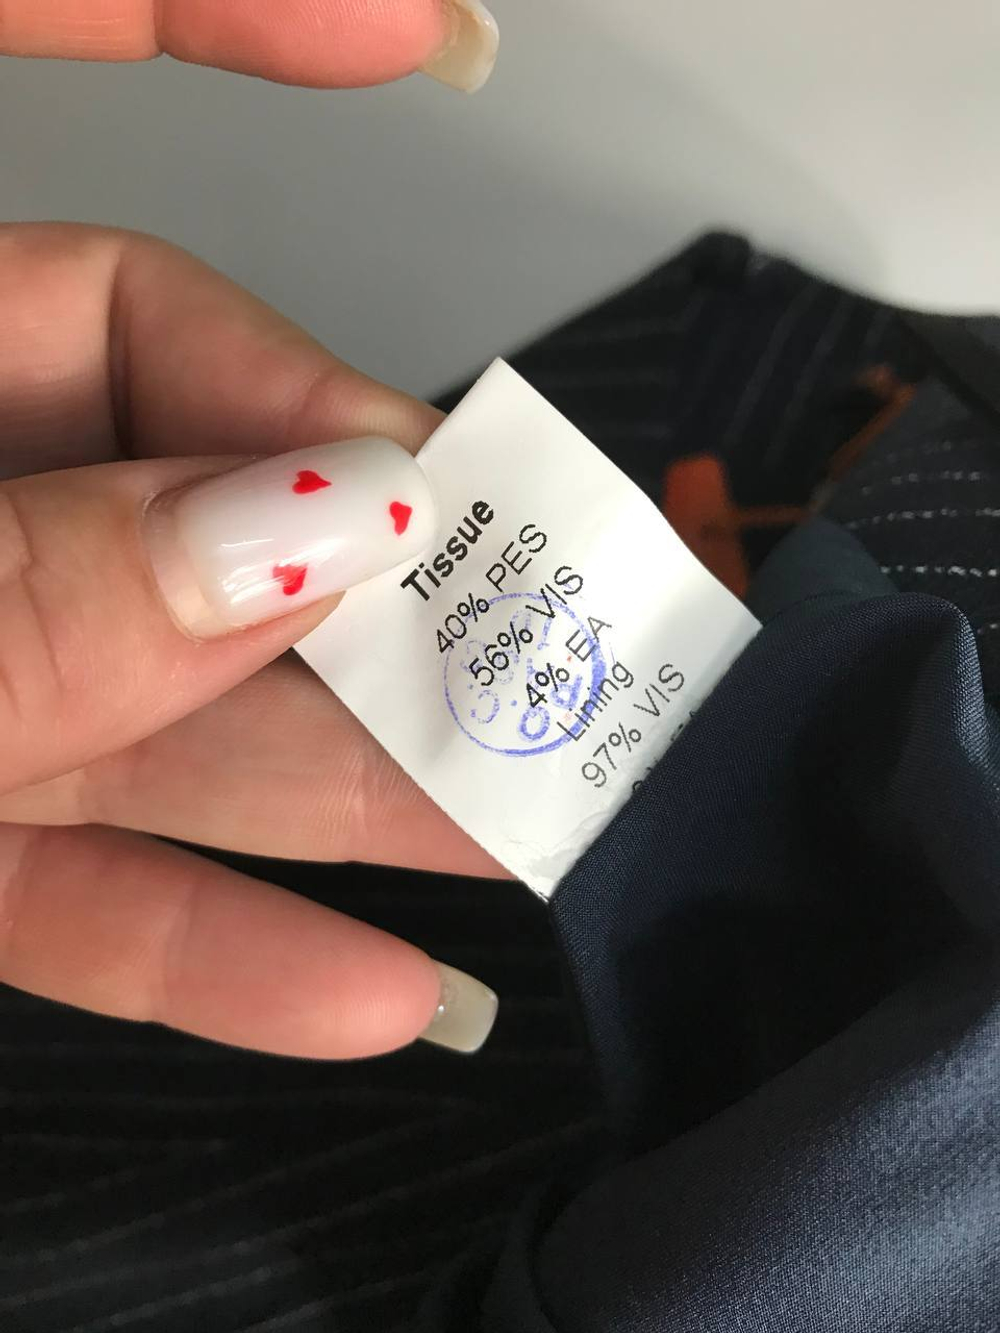 Tissue
40% PES
56% VIS
4% EA
Lining
97% VIS